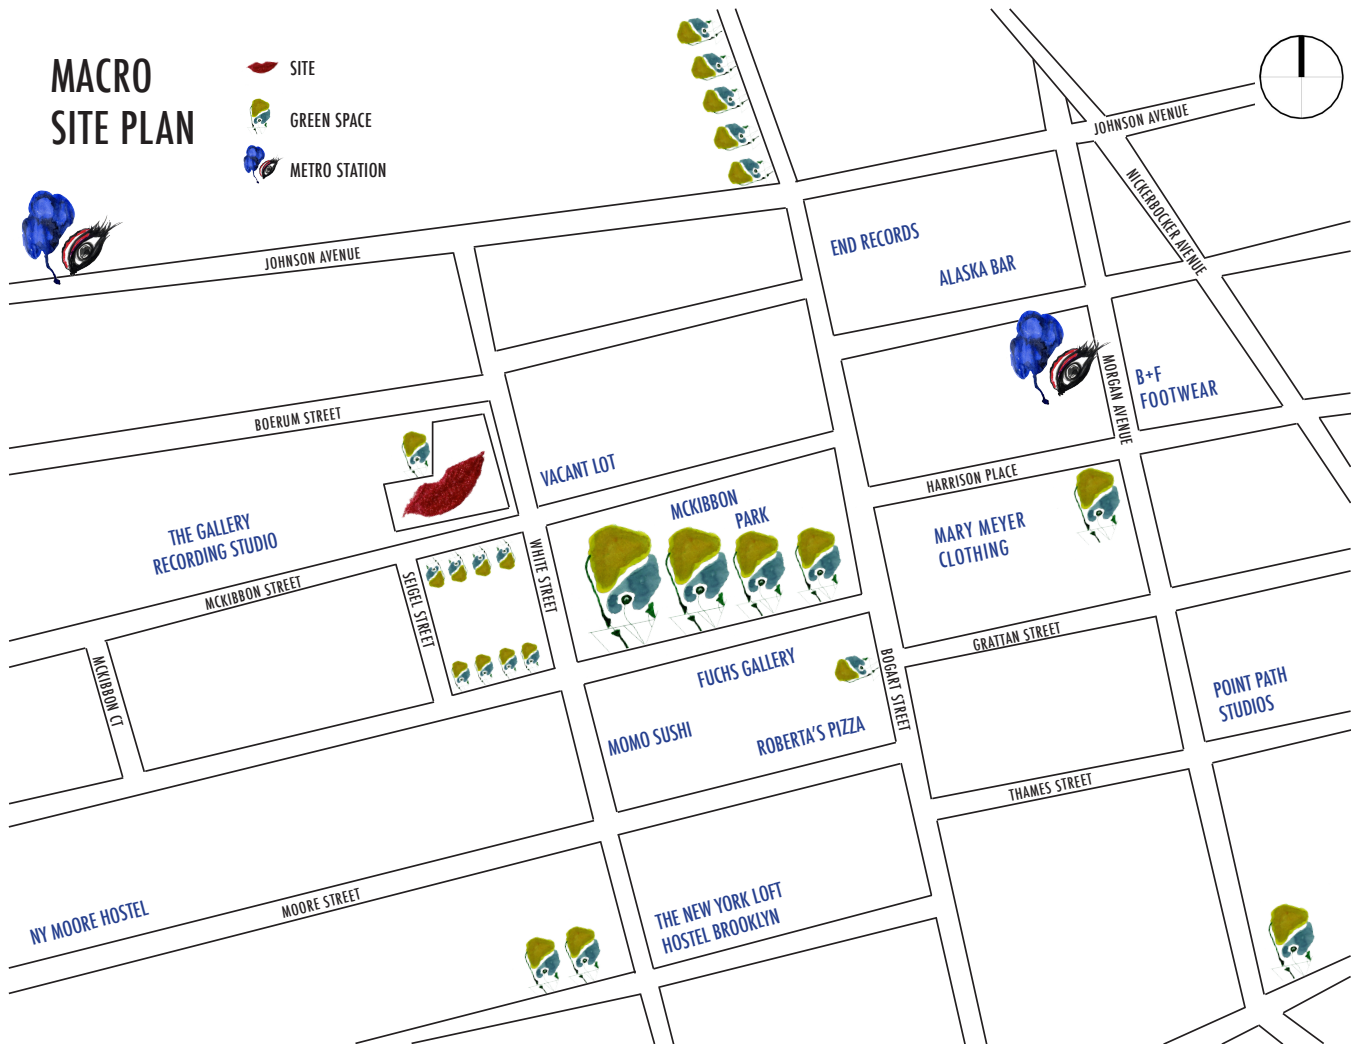 MACRO
SITE PLAN
SITE
GREEN SPACE
METRO STATION
JOHNSON AVENUE
NICKERBOCKER AVENUE
END RECORDS
ALASKA BAR
JOHNSON AVENUE
MORGAN AVENUE
B+F
FOOTWEAR
BOERUM STREET
VACANT LOT
HARRISON PLACE
MCKIBBON
PARK
THE GALLERY
RECORDING STUDIO
MARY MEYER
CLOTHING
WHITE STREET
SEIGEL STREET
MCKIBBON STREET
GRATTAN STREET
MCKIBBON CT
FUCHS GALLERY
BOGART STREET
POINT PATH
STUDIOS
MOMO SUSHI
ROBERTA'S PIZZA
THAMES STREET
MOORE STREET
NY MOORE HOSTEL
THE NEW YORK LOFT
HOSTEL BROOKLYN